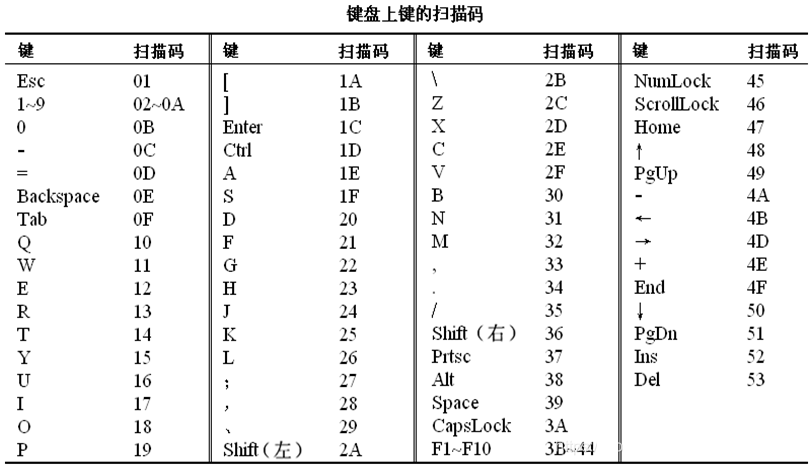 键盘上键的扫描码
键 扫描码 键 扫描码 键 扫描码 键 扫描码
Esc 01 [ 1A \ 2B NumLock 45
1~9 02~0A ] 1B Z 2C ScrollLock 46
0 0B Enter 1C X 2D Home 47
- 0C Ctrl 1D C 2E ↑ 48
= 0D A 1E V 2F PgUp 49
Backspace 0E S 1F B 30 - 4A
Tab 0F D 20 N 31 ← 4B
Q 10 F 21 M 32 → 4D
W 11 G 22 , 33 + 4E
E 12 H 23 . 34 End 4F
R 13 J 24 / 35 ↓ 50
T 14 K 25 Shift（右） 36 PgDn 51
Y 15 L 26 Prtsc 37 Ins 52
U 16 ; 27 Alt 38 Del 53
I 17 , 28 Space 39
O 18 、 29 CapsLock 3A
P 19 Shift（左） 2A F1~F10 3B~44